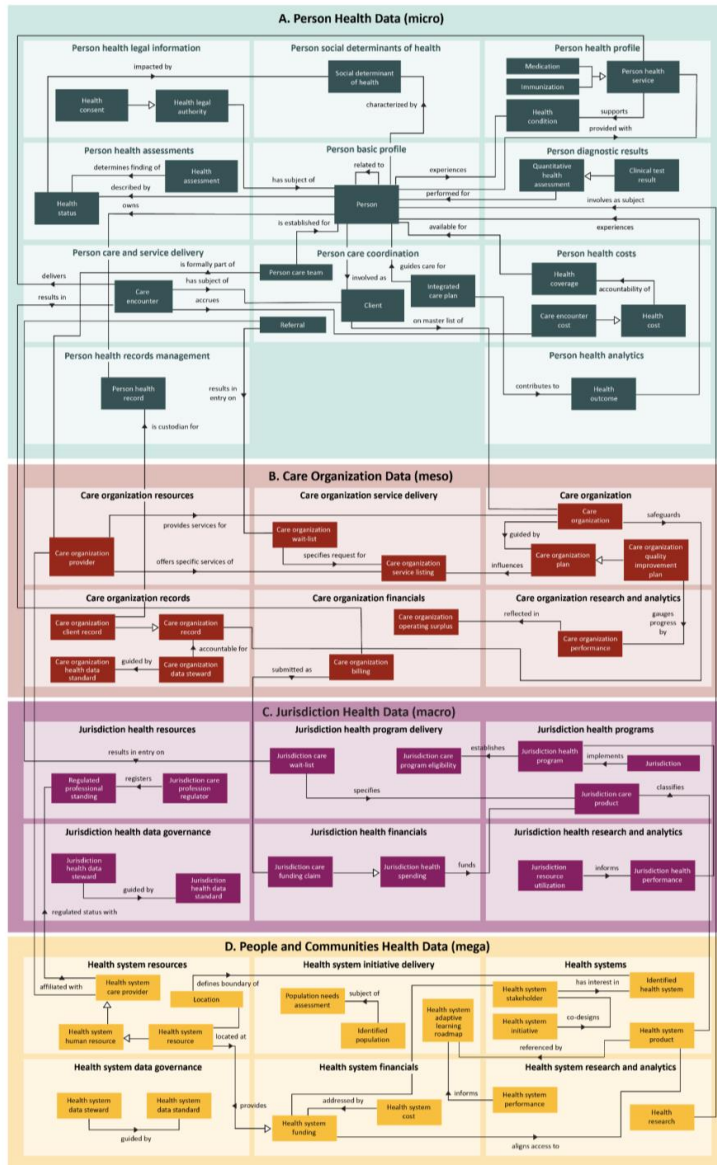 A. Person Health Data (micro)
Person health legal information
Person social determinants of health
Person health profile
impacted by
Social determinant
of health
Medication
Immunization
Person health
service
Health
consent
Health legal
authority
characterized by
Health
condition
supports
provided with
Person health assessments
Person basic profile
Person diagnostic results
determines finding of
Health
assessment
related to
experiences
Quantitative
health
assessment
Clinical test
result
has subject of
described by
Health
status
Person
performed for
involves as subject
owns
is established for
available for
experiences
Person care and service delivery
Person care coordination
Person health costs
is formally part of
Person care team
guides care for
Health
coverage
delivers
has subject of
involved as
Integrated
care plan
accountability of
Care
encounter
results in
accrues
Client
Care encounter
cost
Health
cost
Referral
on master list of
Person health records management
Person health analytics
Person health
record
results in
entry on
contributes to
Health
outcome
is custodian for
B. Care Organization Data (meso)
Care organization resources
Care organization service delivery
Care organization
provides services for
Care
organization
safeguards
Care organization
wait-list
guided by
Care organization
provider
specifies request for
Care organization
plan
Care organization
quality
improvement
plan
offers specific services of
Care organization
service listing
influences
Care organization records
Care organization financials
Care organization research and analytics
Care organization
client record
Care organization
record
Care organization
operating surplus
reflected in
gauges
progress
by
Care organization
performance
accountable for
Care organization
health data
standard
guided by
Care organization
data steward
submitted as
Care organization
billing
C. Jurisdiction Health Data (macro)
Jurisdiction health resources
Jurisdiction health program delivery
Jurisdiction health programs
results in entry on
Jurisdiction care
wait-list
Jurisdiction care
program eligibility
establishes
Jurisdiction health
program
implements
Jurisdiction
Regulated
professional
standing
registers
Jurisdiction care
profession
regulator
specifies
Jurisdiction care
product
classifies
Jurisdiction health data governance
Jurisdiction health financials
Jurisdiction health research and analytics
Jurisdiction
health data
steward
guided by
Jurisdiction
health data
standard
Jurisdiction care
funding claim
Jurisdiction health
spending
funds
Jurisdiction
resource
utilization
informs
Jurisdiction health
performance
regulated status with
D. People and Communities Health Data (mega)
Health system resources
Health system initiative delivery
Health systems
affiliated with
Health system
care provider
defines boundary of
Location
Population needs
assessment
subject of
Identified
population
Health system
adaptive
learning
roadmap
Health system
stakeholder
has interest in
Identified
health system
Health system
initiative
co-designs
Health system
human resource
Health system
resource
located at
Health system
product
referenced by
Health system data governance
Health system financials
Health system research and analytics
Health system
data steward
Health system
data standard
guided by
provides
addressed by
Health system
cost
Health system
funding
informs
Health system
performance
Health
research
aligns access to